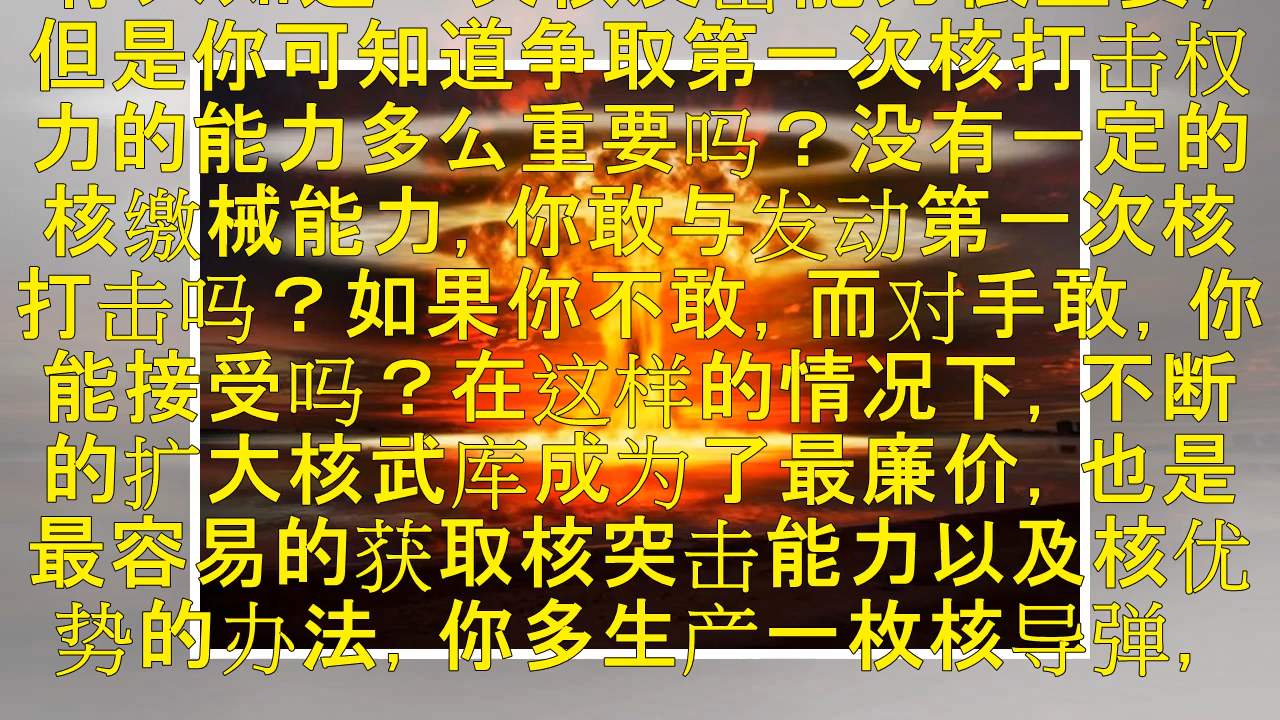 但是你可知道争取第一次核打击权
力的能力多么重要吗？没有一定的
核缴械能力，你敢与发动第一次核
打击吗？如果你不敢，而对手敢，你
能接受吗？在这样的情况下，不断
的扩大核武库成为了最廉价，也是
最容易的获取核突击能力以及核优
势的办法，你多生产一枚核导弹，